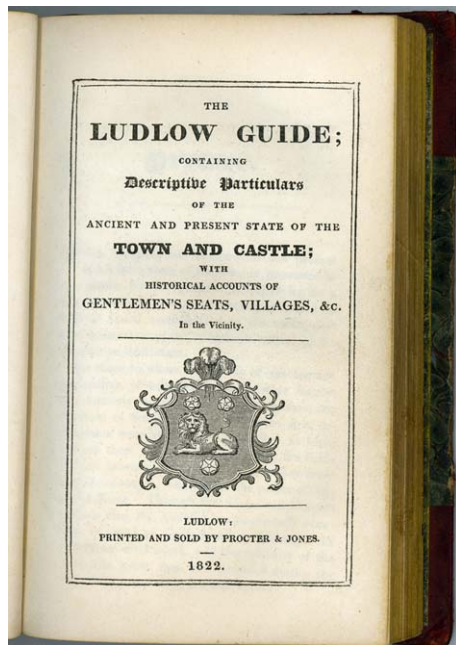 THE
LUDLOW GUIDE;
CONTAINING
Descriptive Particulars
OF THE
ANCIENT AND PRESENT STATE OF THE
TOWN AND CASTLE;
WITH
HISTORICAL ACCOUNTS OF
GENTLEMEN'S SEATS, VILLAGES, &c.
In the Vicinity.
LUDLOW:
PRINTED AND SOLD BY PROCTER & JONES.
1822.